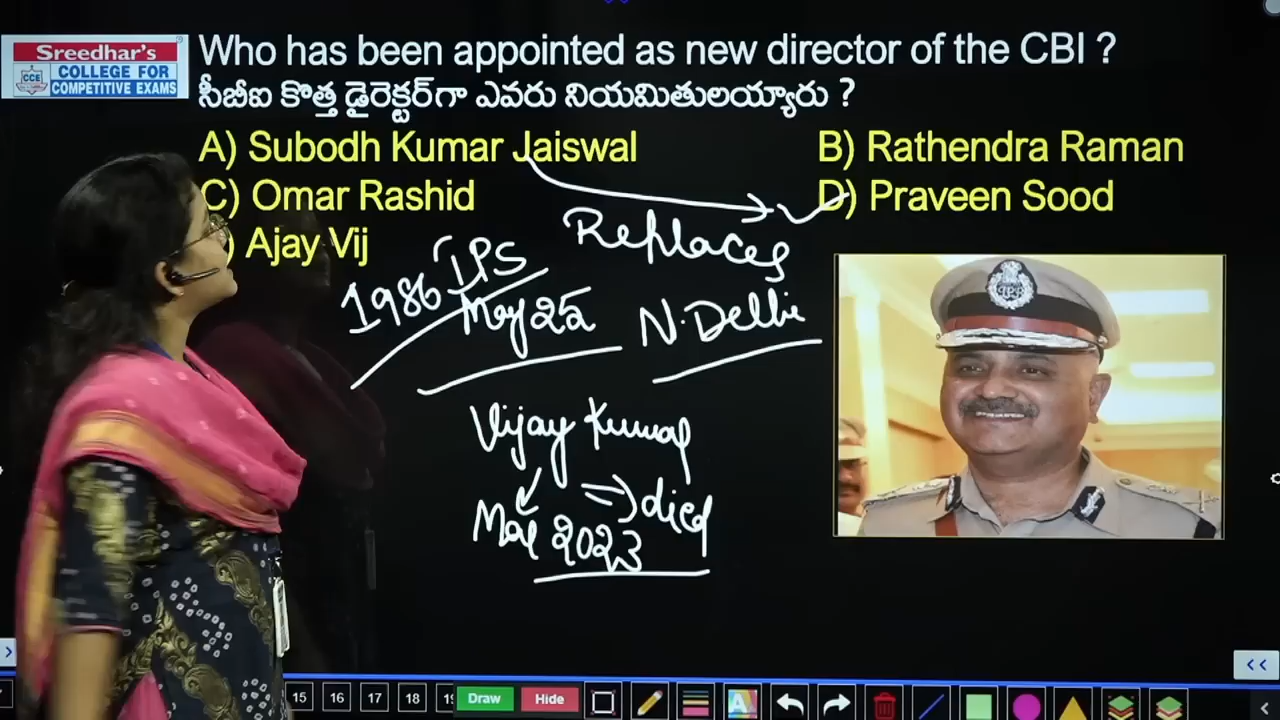 Sreedhar's
CCE
COLLEGE FOR
COMPETITIVE EXAMS
Who has been appointed as new director of the CBI ?
సీబీఐ కొత్త డైరెక్టర్‌గా ఎవరు నియమితులయ్యారు ?
A) Subodh Kumar Jaiswal
B) Rathendra Raman
C) Omar Rashid
D) Praveen Sood
) Ajay Vij
Replaces
1986 IPS
May 25
N.Delhi
Vijay Kumar
=> died
Mar 2023
15 16 17 18 19
Draw
Hide